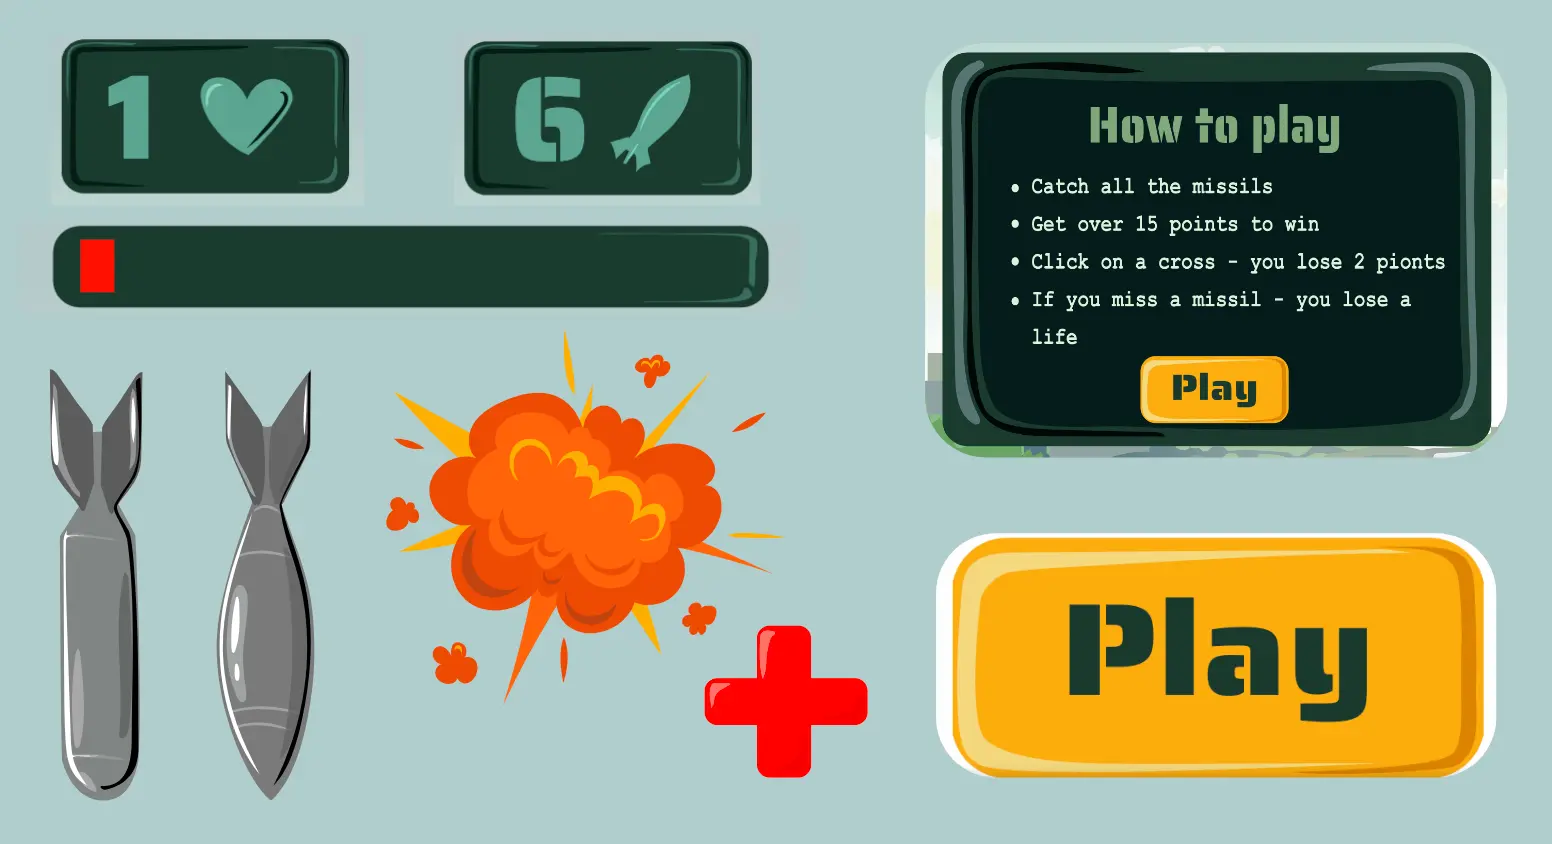 1
6
How to play
• Catch all the missils
• Get over 15 points to win
• Click on a cross - you lose 2 pionts
• If you miss a missil - you lose a
life
Play
Play